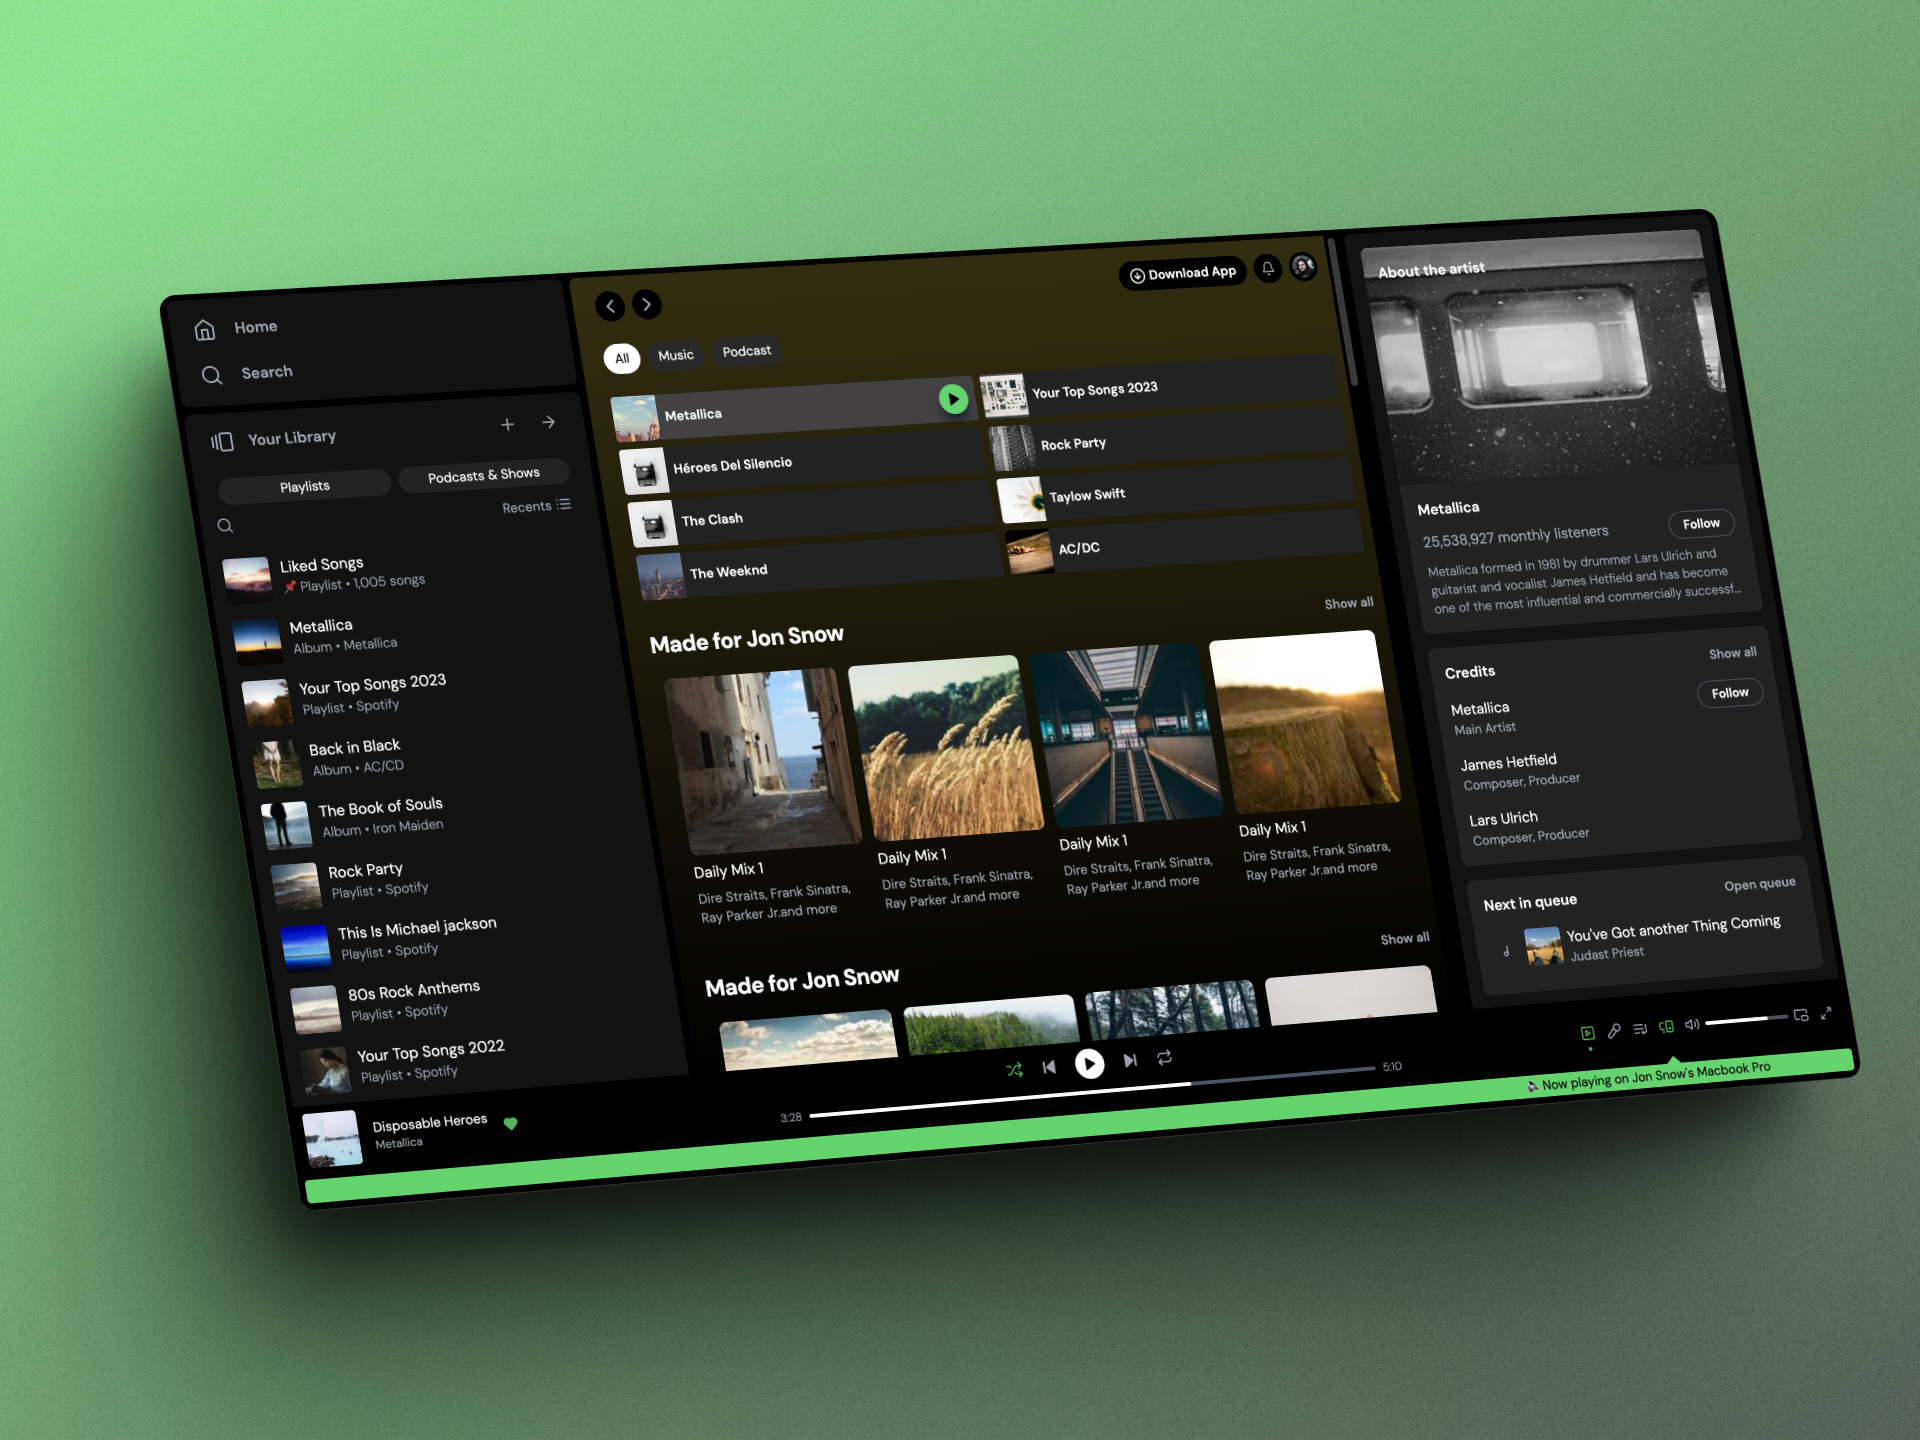 Home
Search
Your Library
Playlists
Podcasts & Shows
Recents
Liked Songs
Playlist • 1,005 songs
Metallica
Album • Metallica
Your Top Songs 2023
Playlist • Spotify
Back in Black
Album • AC/CD
The Book of Souls
Album • Iron Maiden
Rock Party
Playlist • Spotify
This Is Michael jackson
Playlist • Spotify
80s Rock Anthems
Playlist • Spotify
Your Top Songs 2022
Playlist • Spotify
Download App
All
Music
Podcast
Metallica
Your Top Songs 2023
Héroes Del Silencio
Rock Party
The Clash
Taylow Swift
The Weeknd
AC/DC
Made for Jon Snow
Show all
Daily Mix 1
Dire Straits, Frank Sinatra,
Ray Parker Jr.and more
Daily Mix 1
Dire Straits, Frank Sinatra,
Ray Parker Jr.and more
Daily Mix 1
Dire Straits, Frank Sinatra,
Ray Parker Jr.and more
Daily Mix 1
Dire Straits, Frank Sinatra,
Ray Parker Jr.and more
Made for Jon Snow
Show all
About the artist
Metallica
25,538,927 monthly listeners
Follow
Metallica formed in 1981 by drummer Lars Ulrich and
guitarist and vocalist James Hetfield and has become
one of the most influential and commercially successf...
Credits
Show all
Metallica
Main Artist
Follow
James Hetfield
Composer, Producer
Lars Ulrich
Composer, Producer
Next in queue
Open queue
You've Got another Thing Coming
Judast Priest
Disposable Heroes
Metallica
3:28
5:10
Now playing on Jon Snow's Macbook Pro